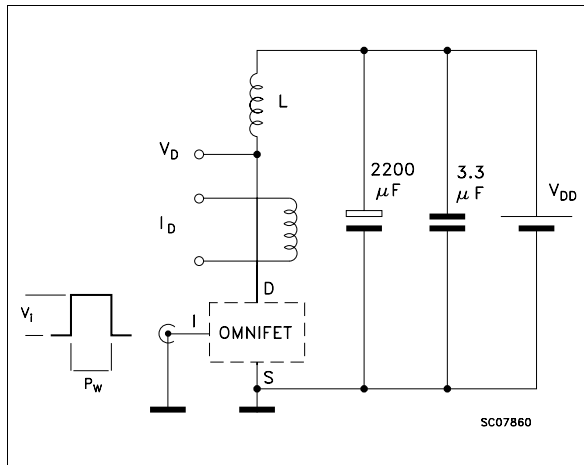 L
V_D
2200
μF
3.3
μF
V_DD
I_D
D
V_i
I
OMNIFET
P_W
S
SC07860